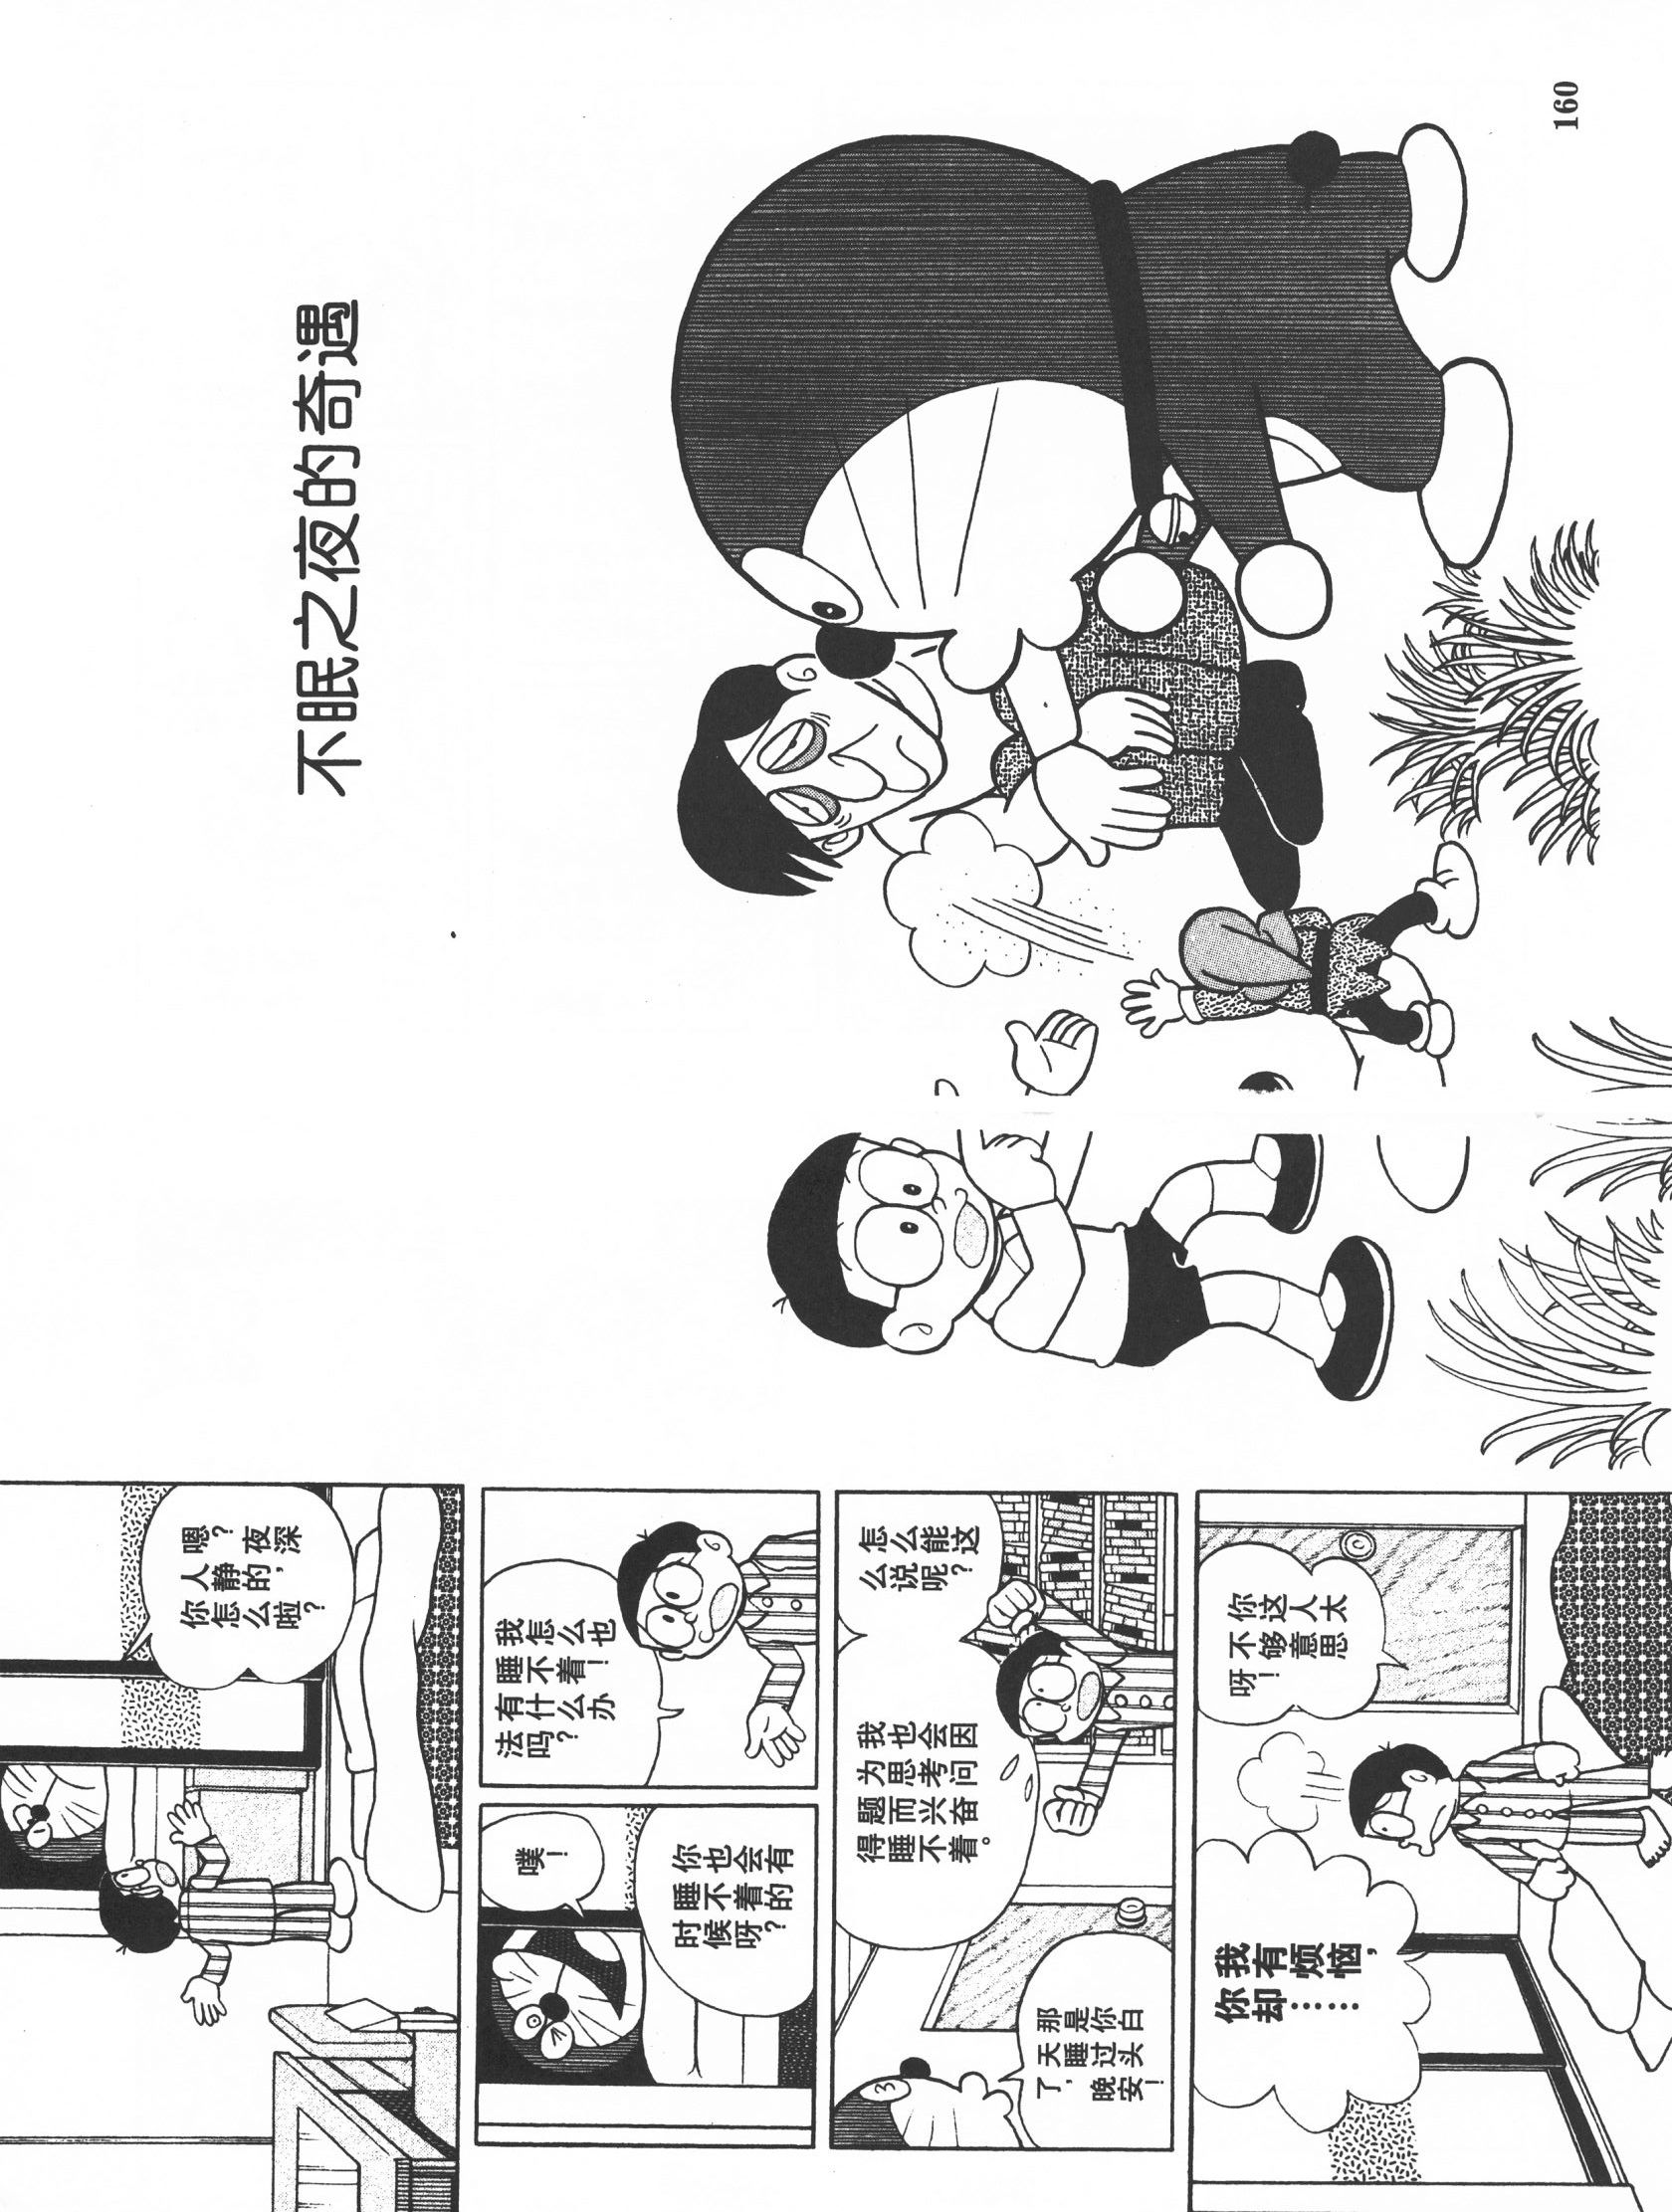 不眠之夜的奇遇
160
嗯？夜深
人静的，
你怎么啦？
我怎么也
睡不着！
有什么办
法吗？
你也会有
睡不着的
时候呀？
噗！
怎么能这
么说呢？
我也会因
为思考问
题而兴奋
得睡不着。
那是你白
天睡过头
了，晚安！
你这人太
不够意思
呀！
我有烦恼，
你却……